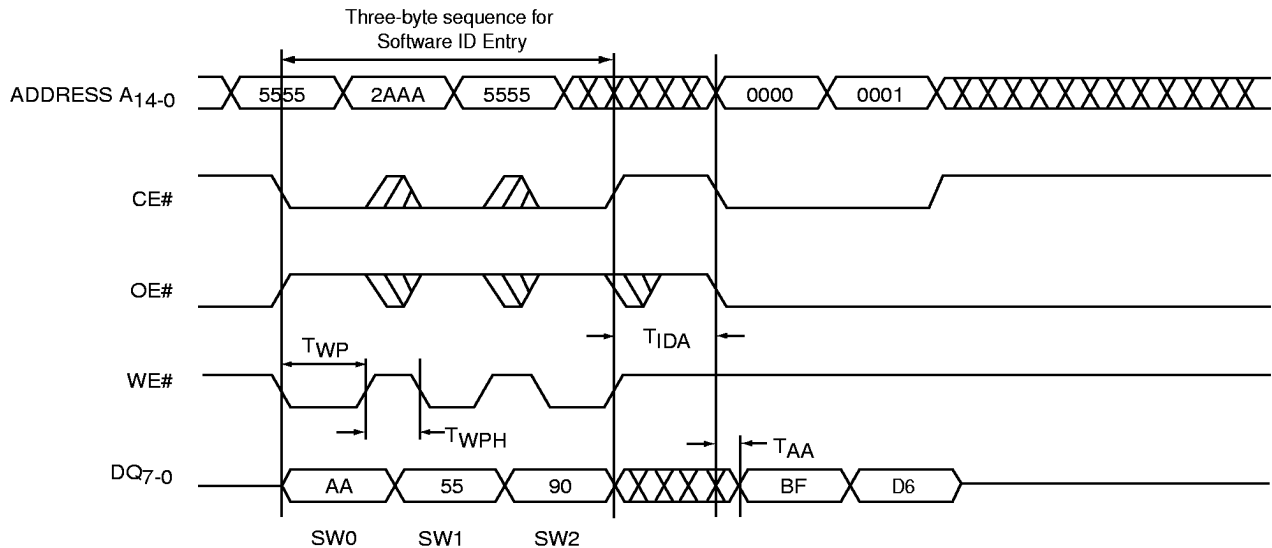 Three-byte sequence for
Software ID Entry
ADDRESS A14-0 5555 2AAA 5555 0000 0001
CE#
OE#
TIDA
TWP
WE#
TWPH
TAA
DQ7-0 AA 55 90 BF D6
SW0 SW1 SW2